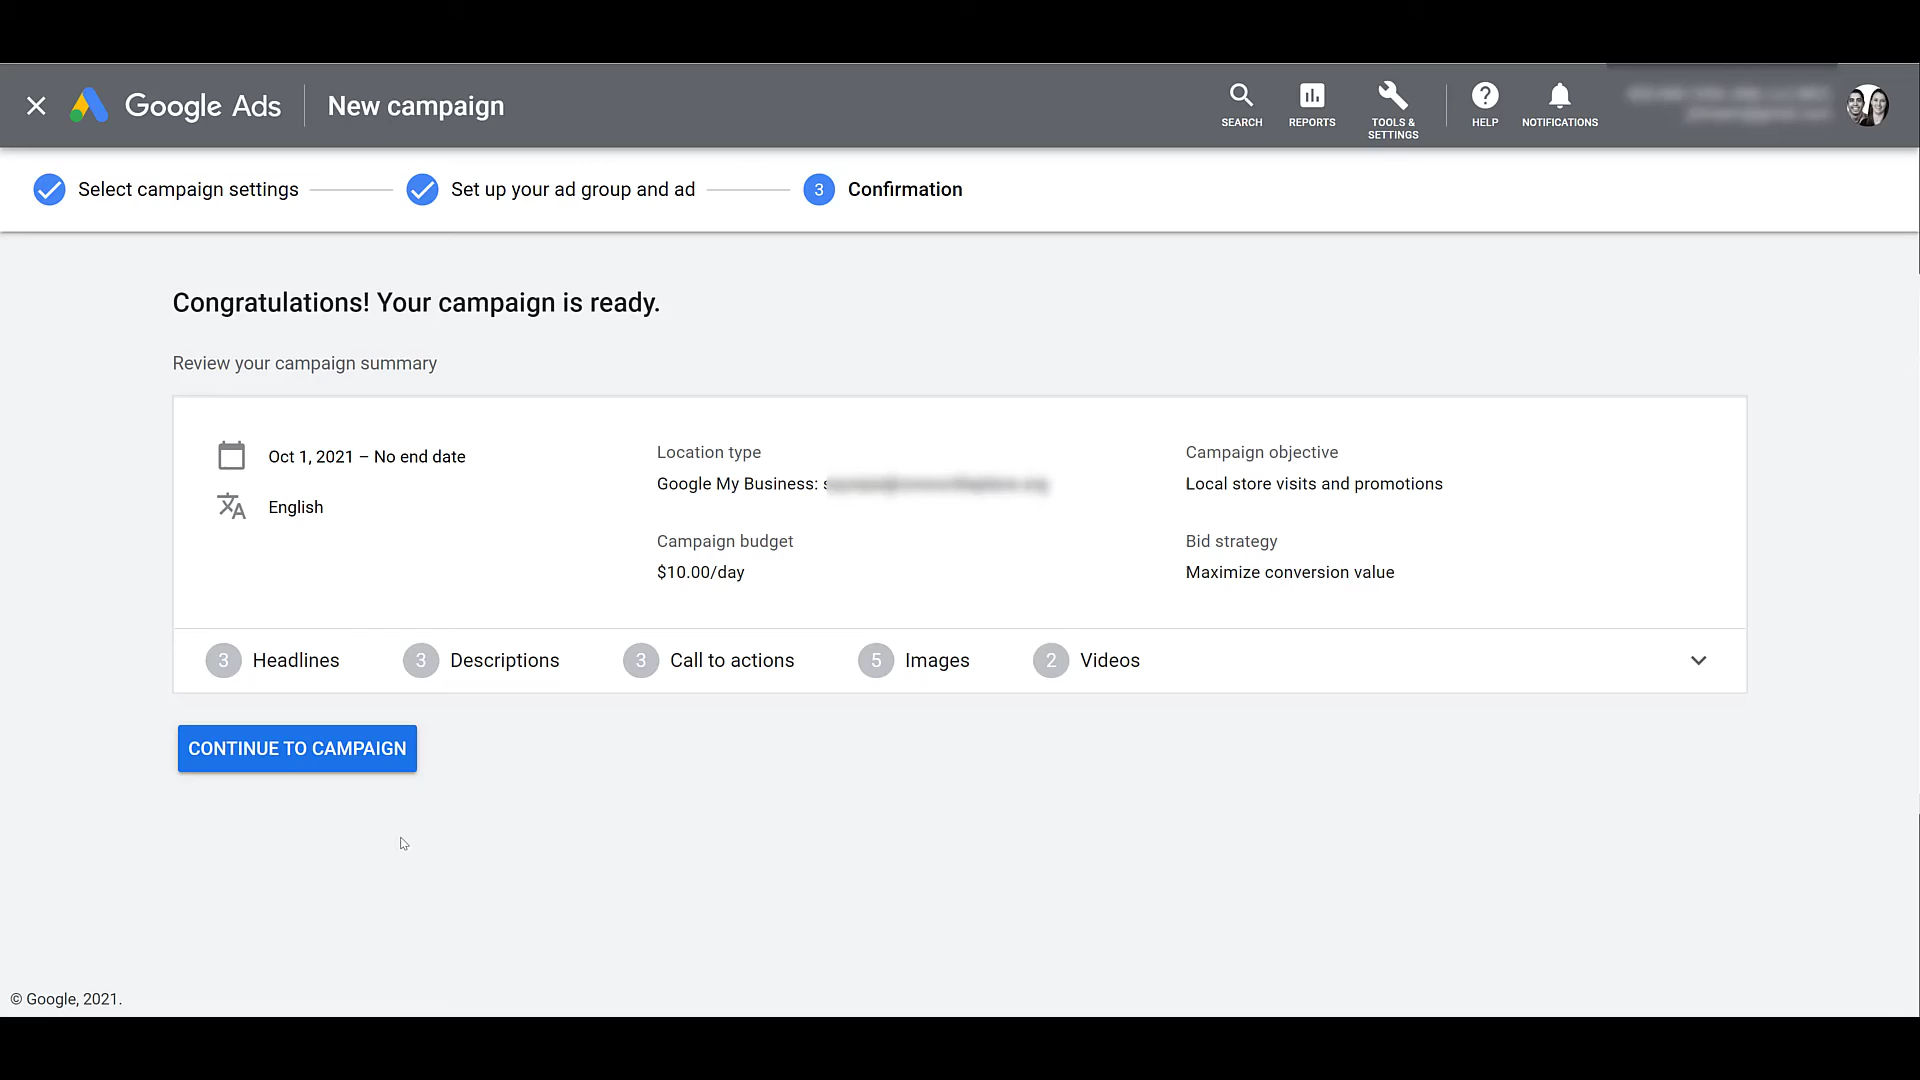 Google Ads
New campaign
SEARCH
REPORTS
TOOLS &
SETTINGS
HELP
NOTIFICATIONS
Select campaign settings
Set up your ad group and ad
3
Confirmation
Congratulations! Your campaign is ready.
Review your campaign summary
Oct 1, 2021 – No end date
English
Location type
Google My Business:
Campaign budget
$10.00/day
Campaign objective
Local store visits and promotions
Bid strategy
Maximize conversion value
3 Headlines
3 Descriptions
3 Call to actions
5 Images
2 Videos
CONTINUE TO CAMPAIGN
© Google, 2021.